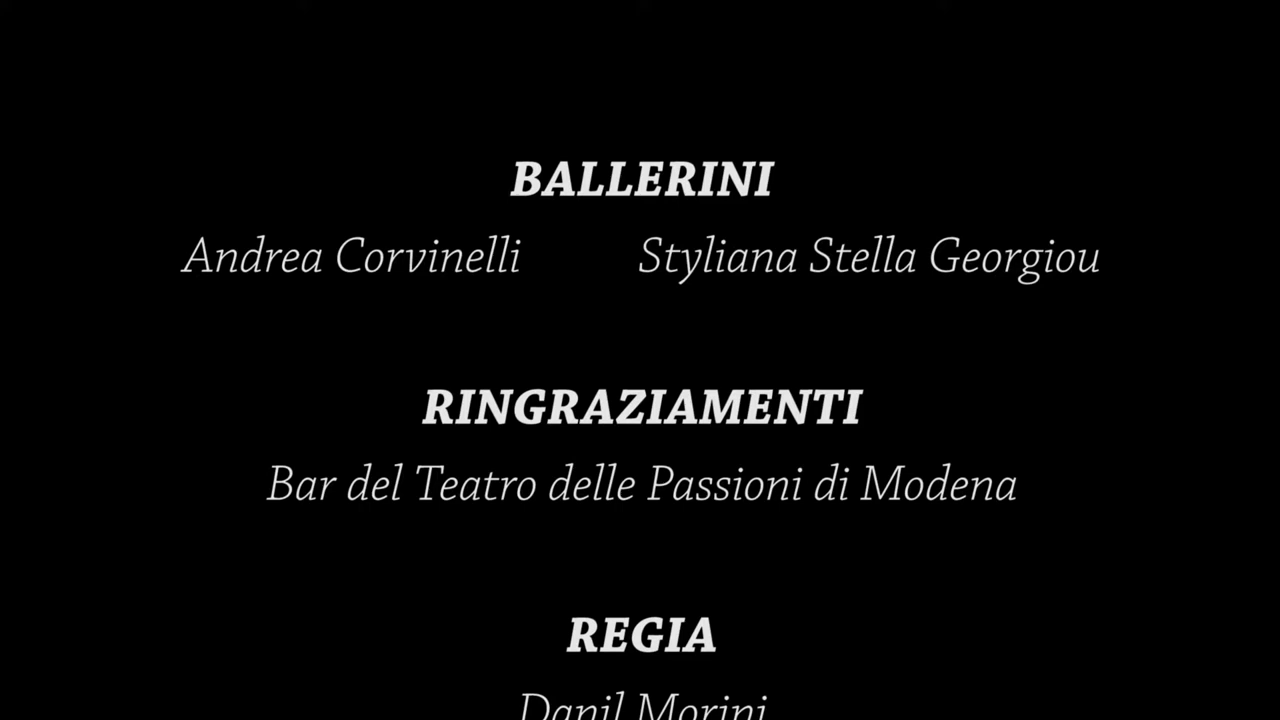 BALLERINI
Andrea Corvinelli Styliana Stella Georgiou
RINGRAZIAMENTI
Bar del Teatro delle Passioni di Modena
REGIA
Danil Morini